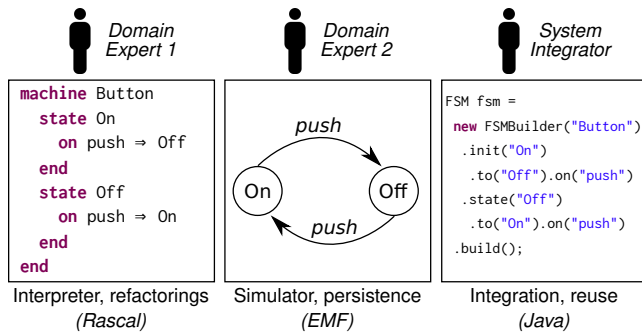 Domain
Expert 1
machine Button
state On
on push ⇒ Off
end
state Off
on push ⇒ On
end
end
Interpreter, refactorings
(Rascal)
Domain
Expert 2
push
On
Off
push
Simulator, persistence
(EMF)
System
Integrator
FSM fsm =
new FSMBuilder("Button")
.init("On")
.to("Off").on("push")
.state("Off")
.to("On").on("push")
.build();
Integration, reuse
(Java)